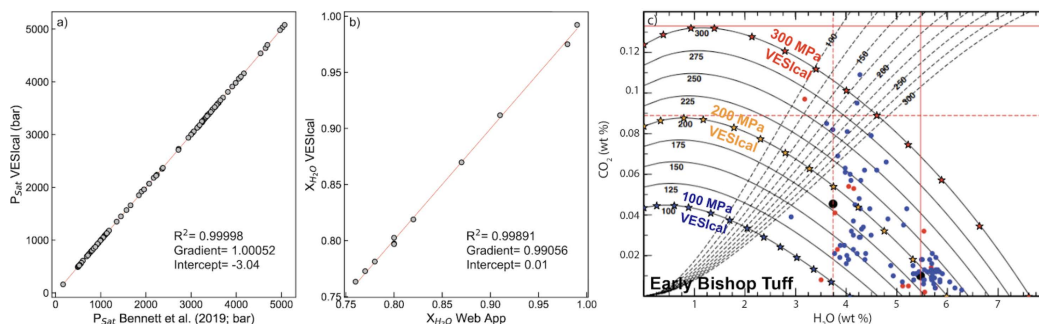 a)
5000
4000
3000
2000
1000
0
P_Sat VESIcal (bar)
R²= 0.99998
Gradient= 1.00052
Intercept= -3.04
0 1000 2000 3000 4000 5000
P_Sat Bennett et al. (2019; bar)
b)
1.00
0.95
0.90
0.85
0.80
0.75
X_H₂O VESIcal
R²= 0.99891
Gradient= 0.99056
Intercept= 0.01
0.75 0.80 0.85 0.90 0.95 1.00
X_H₂O Web App
c)
0.12
0.10
0.08
0.06
0.04
0.02
0
CO₂ (wt %)
300
275
250
225
200
175
150
125
100
300 MPa
VESIcal
200 MPa
VESIcal
100 MPa
VESIcal
100
150
200
250
300
Early Bishop Tuff
1 2 3 4 5 6 7
H₂O (wt %)